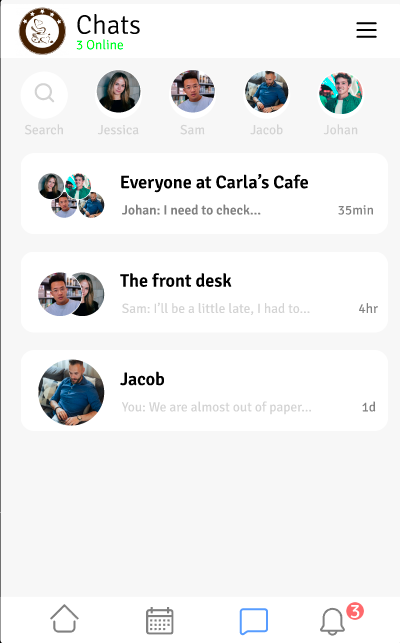 Chats
3 Online
Search Jessica Sam Jacob Johan
Everyone at Carla’s Cafe
Johan: I need to check... 35min
The front desk
Sam: I’ll be a little late, I had to... 4hr
Jacob
You: We are almost out of paper... 1d
3